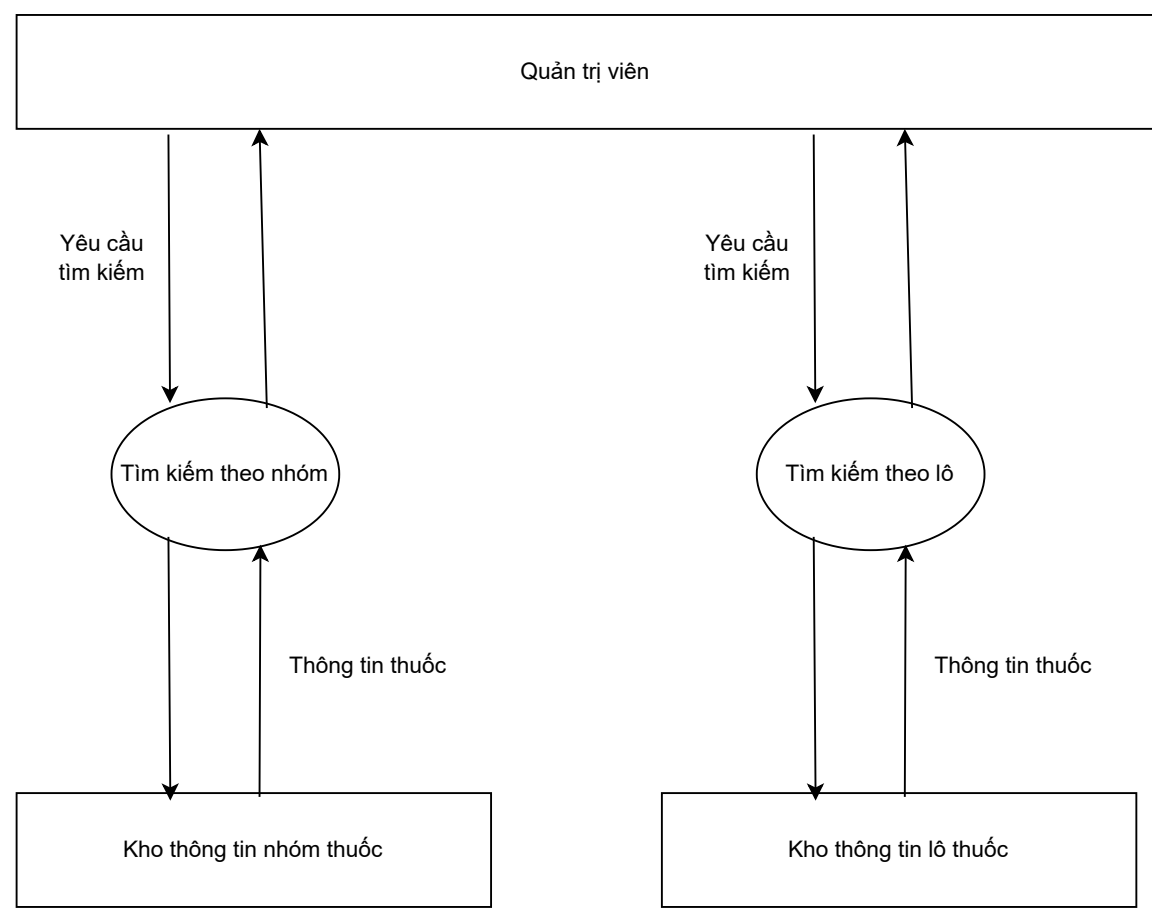 Quản trị viên
Yêu cầu
tìm kiếm
Yêu cầu
tìm kiếm
Tìm kiếm theo nhóm
Tìm kiếm theo lô
Thông tin thuốc
Thông tin thuốc
Kho thông tin nhóm thuốc
Kho thông tin lô thuốc